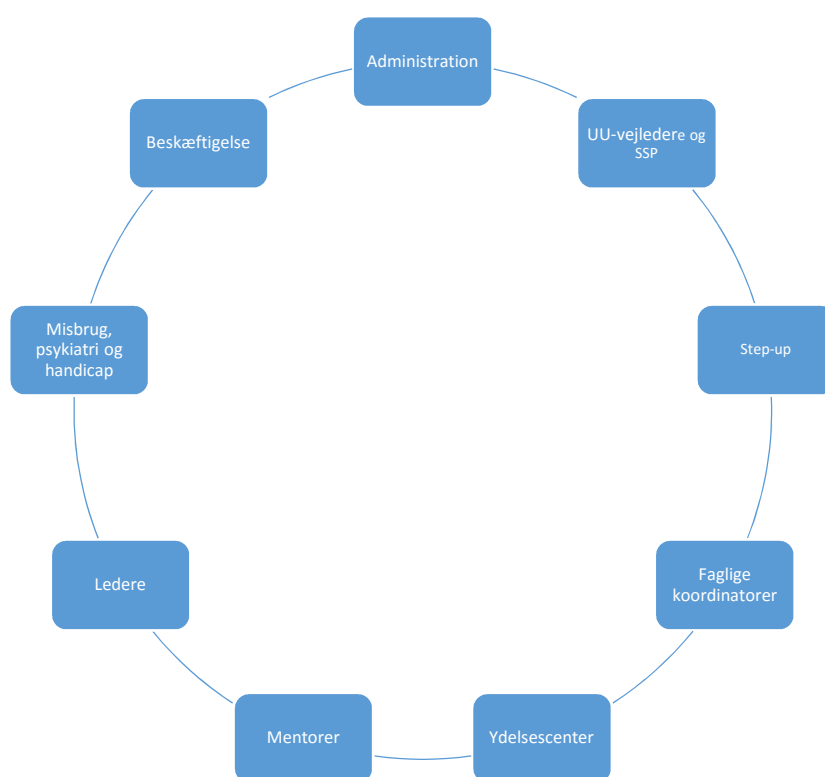 Administration
UU-vejledere og
SSP
Step-up
Faglige
koordinatorer
Ydelsescenter
Mentorer
Ledere
Misbrug,
psykiatri og
handicap
Beskæftigelse